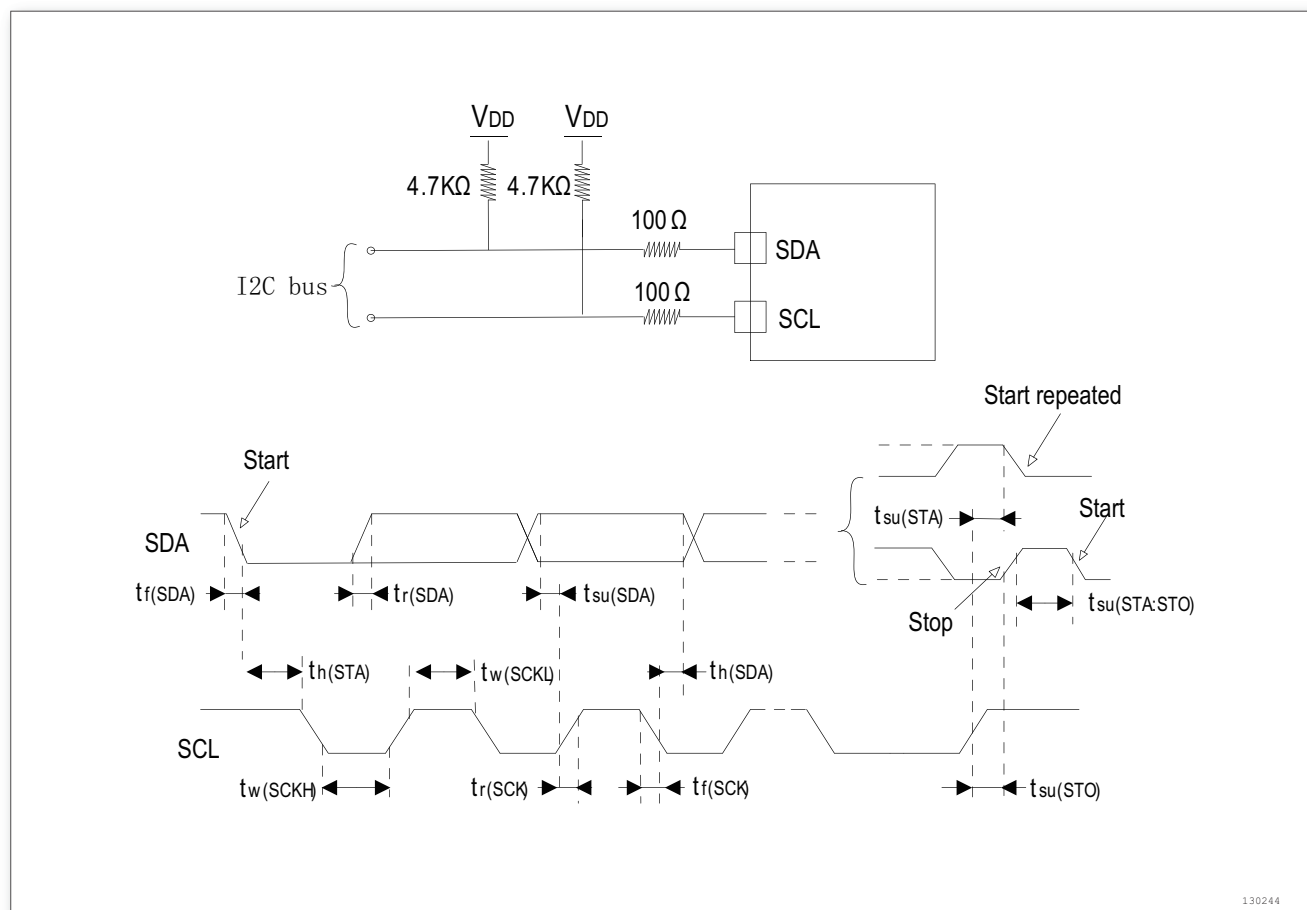 VDD VDD
4.7KΩ 4.7KΩ
100 Ω
SDA
I2C bus
100 Ω
SCL
Start repeated
Start
tsu(STA)
Start
SDA
tf(SDA) tr(SDA) tsu(SDA)
Stop
tsu(STA:STO)
th(STA) tw(SCKL) th(SDA)
SCL
tw(SCKH) tr(SCK) tf(SCK) tsu(STO)
130244